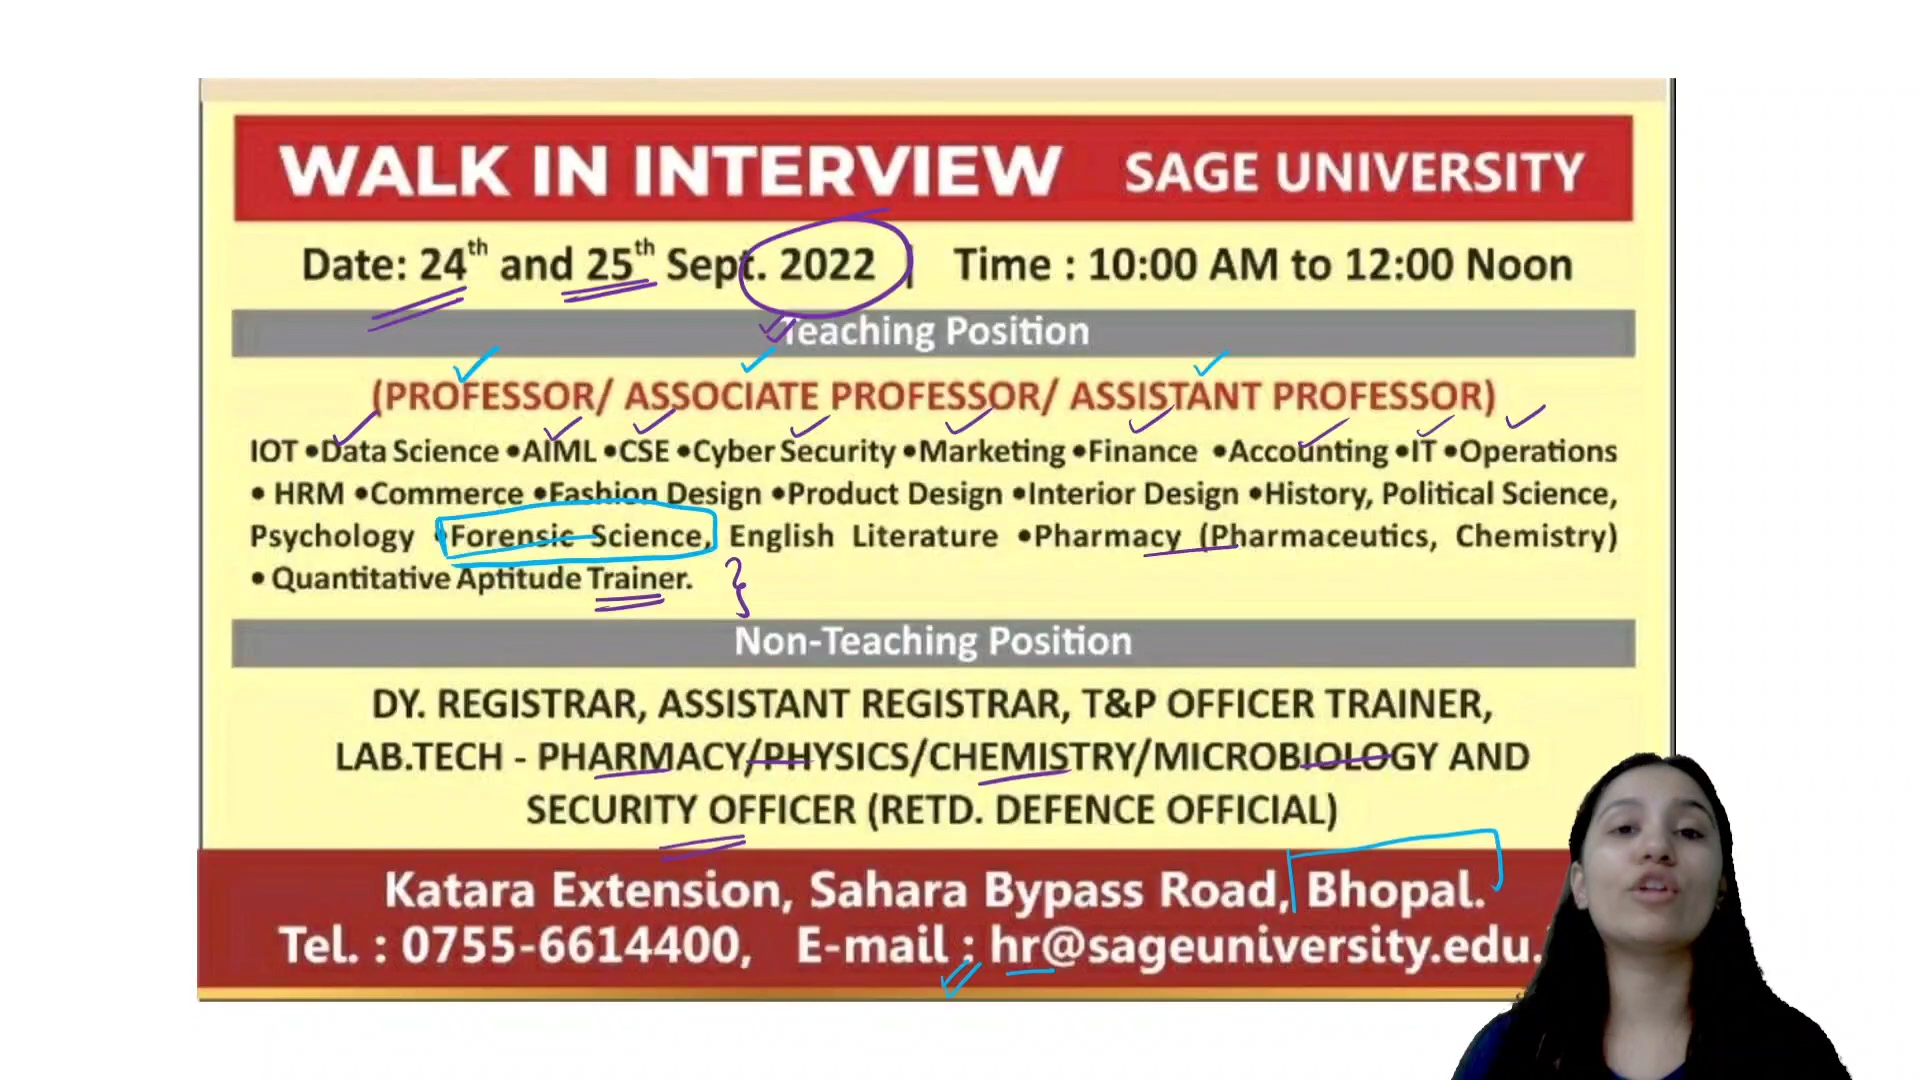 WALK IN INTERVIEW SAGE UNIVERSITY
Date: 24th and 25th Sept. 2022 | Time : 10:00 AM to 12:00 Noon
Teaching Position
(PROFESSOR/ ASSOCIATE PROFESSOR/ ASSISTANT PROFESSOR)
IOT •Data Science •AIML •CSE •Cyber Security •Marketing •Finance •Accounting •IT •Operations
• HRM •Commerce •Fashion Design •Product Design •Interior Design •History, Political Science,
Psychology •Forensic Science, English Literature •Pharmacy (Pharmaceutics, Chemistry)
• Quantitative Aptitude Trainer.
Non-Teaching Position
DY. REGISTRAR, ASSISTANT REGISTRAR, T&P OFFICER TRAINER,
LAB.TECH - PHARMACY/PHYSICS/CHEMISTRY/MICROBIOLOGY AND
SECURITY OFFICER (RETD. DEFENCE OFFICIAL)
Katara Extension, Sahara Bypass Road, Bhopal.
Tel. : 0755-6614400, E-mail : hr@sageuniversity.edu.